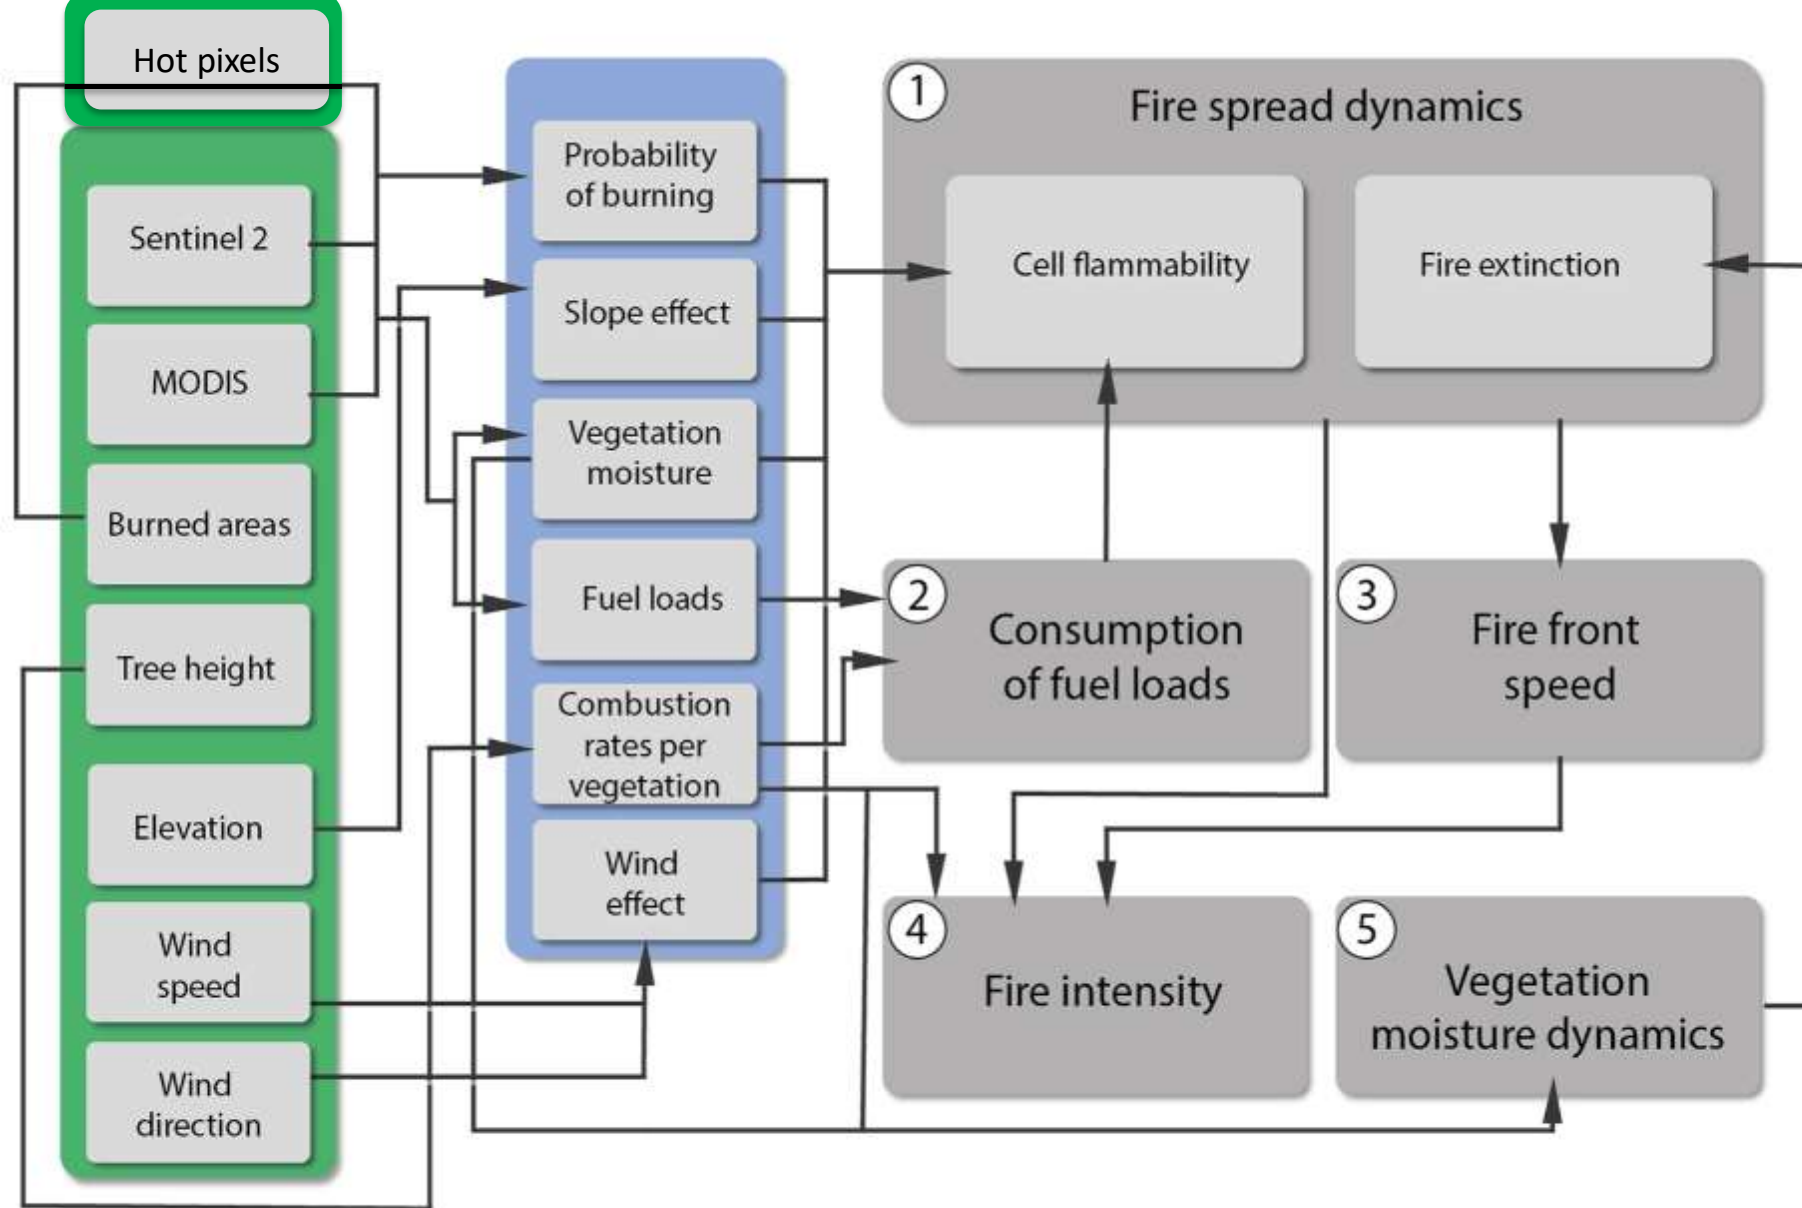 Hot pixels
Sentinel 2
MODIS
Burned areas
Tree height
Elevation
Wind
speed
Wind
direction
Probability
of burning
Slope effect
Vegetation
moisture
Fuel loads
Combustion
rates per
vegetation
Wind
effect
1
Fire spread dynamics
Cell flammability
Fire extinction
2
Consumption
of fuel loads
3
Fire front
speed
4
Fire intensity
5
Vegetation
moisture dynamics